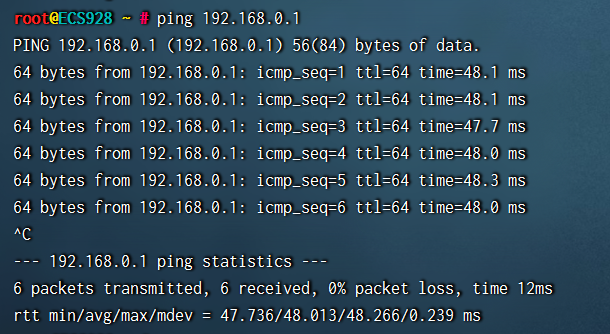 root@ECS928 ~ # ping 192.168.0.1
PING 192.168.0.1 (192.168.0.1) 56(84) bytes of data.
64 bytes from 192.168.0.1: icmp_seq=1 ttl=64 time=48.1 ms
64 bytes from 192.168.0.1: icmp_seq=2 ttl=64 time=48.1 ms
64 bytes from 192.168.0.1: icmp_seq=3 ttl=64 time=47.7 ms
64 bytes from 192.168.0.1: icmp_seq=4 ttl=64 time=48.0 ms
64 bytes from 192.168.0.1: icmp_seq=5 ttl=64 time=48.3 ms
64 bytes from 192.168.0.1: icmp_seq=6 ttl=64 time=48.0 ms
^C
--- 192.168.0.1 ping statistics ---
6 packets transmitted, 6 received, 0% packet loss, time 12ms
rtt min/avg/max/mdev = 47.736/48.013/48.266/0.239 ms